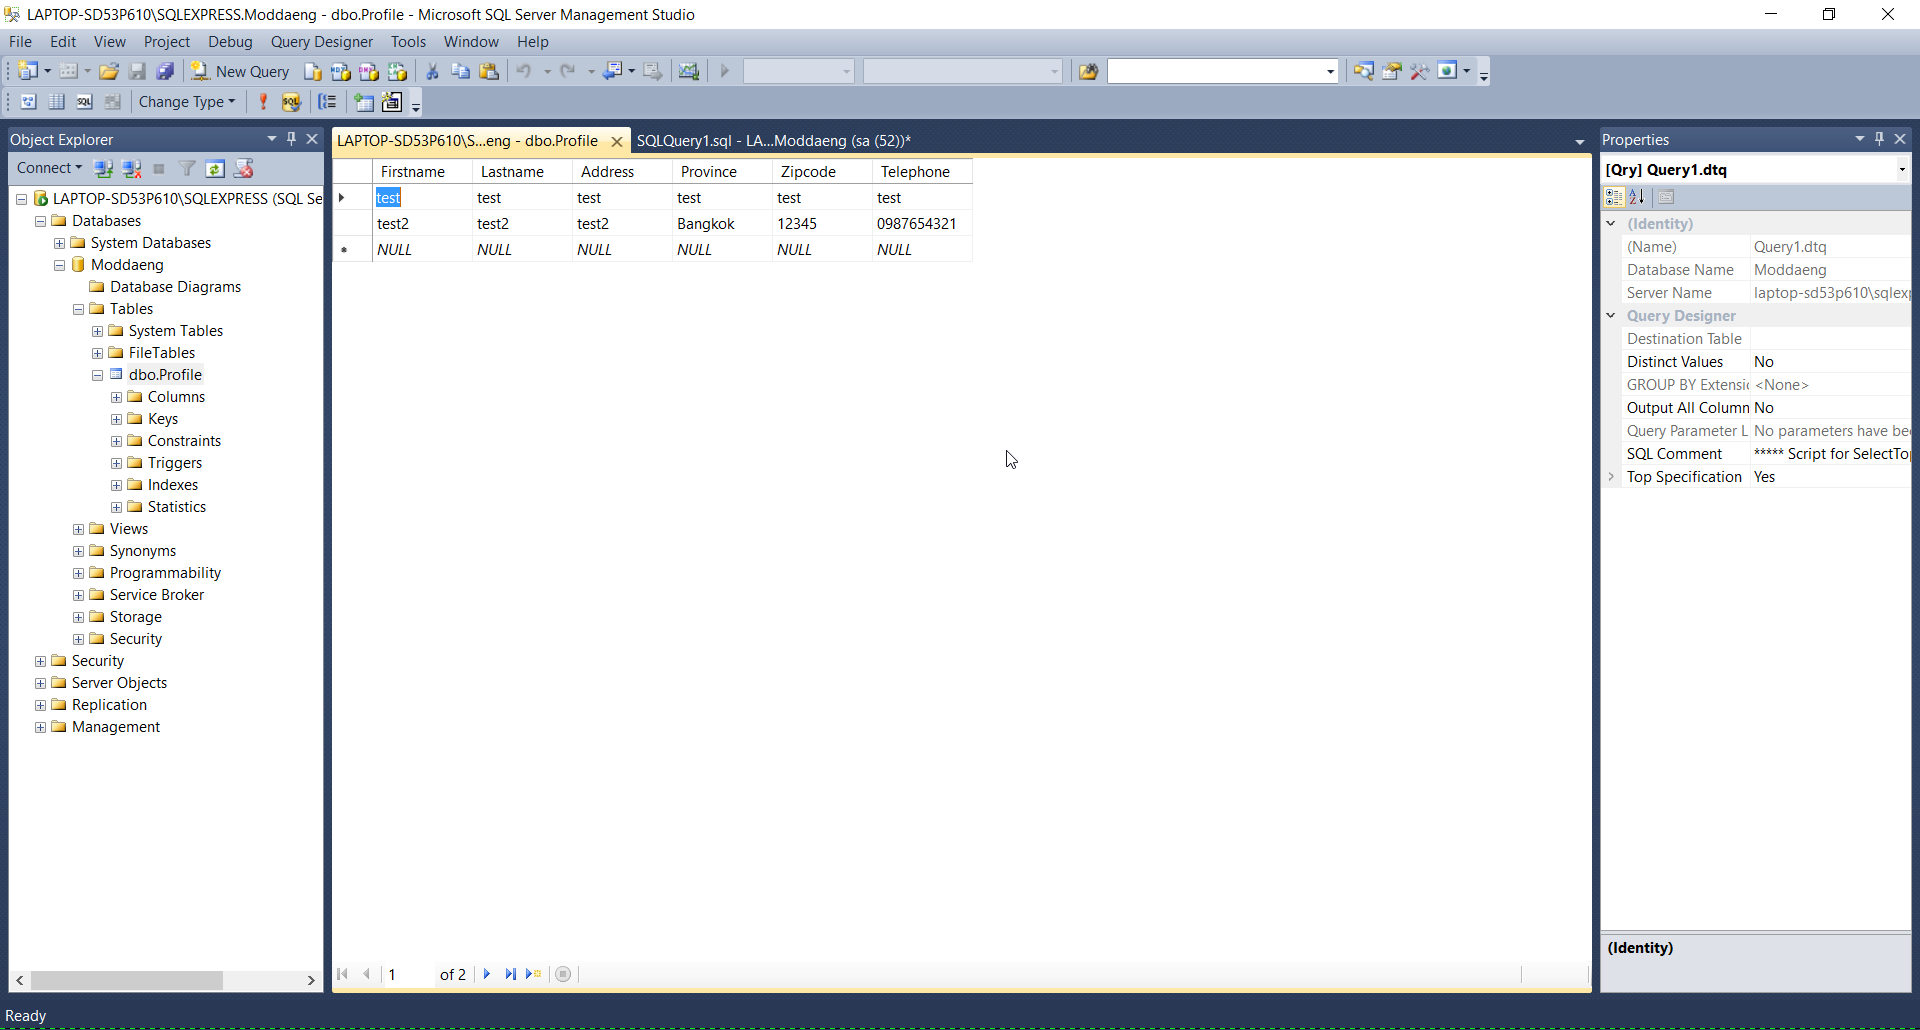 LAPTOP-SD53P610\SQLEXPRESS.Moddaeng - dbo.Profile - Microsoft SQL Server Management Studio
File Edit View Project Debug Query Designer Tools Window Help
New Query
Change Type
Object Explorer
Connect
LAPTOP-SD53P610\SQLEXPRESS (SQL Se
Databases
System Databases
Moddaeng
Database Diagrams
Tables
System Tables
FileTables
dbo.Profile
Columns
Keys
Constraints
Triggers
Indexes
Statistics
Views
Synonyms
Programmability
Service Broker
Storage
Security
Security
Server Objects
Replication
Management
LAPTOP-SD53P610\S...eng - dbo.Profile
SQLQuery1.sql - LA...Moddaeng (sa (52))*
Firstname Lastname Address Province Zipcode Telephone
test test test test test test
test2 test2 test2 Bangkok 12345 0987654321
NULL NULL NULL NULL NULL NULL
1 of 2
Properties
[Qry] Query1.dtq
(Identity)
(Name) Query1.dtq
Database Name Moddaeng
Server Name laptop-sd53p610\sqlexp
Query Designer
Destination Table
Distinct Values No
GROUP BY Extensi <None>
Output All Column No
Query Parameter L No parameters have be
SQL Comment ***** Script for SelectTo
Top Specification Yes
(Identity)
Ready